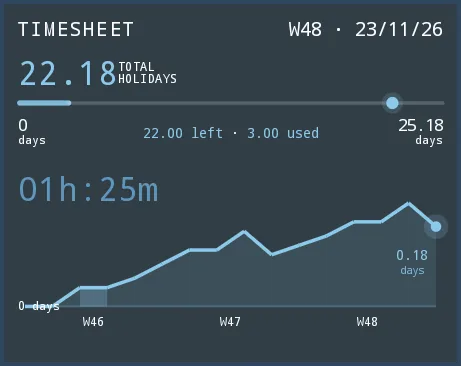 TIMESHEET
W48 · 23/11/26
22.18 TOTAL
HOLIDAYS
0
days
22.00 left · 3.00 used
25.18
days
01h:25m
0.18
days
0 days
W46 W47 W48